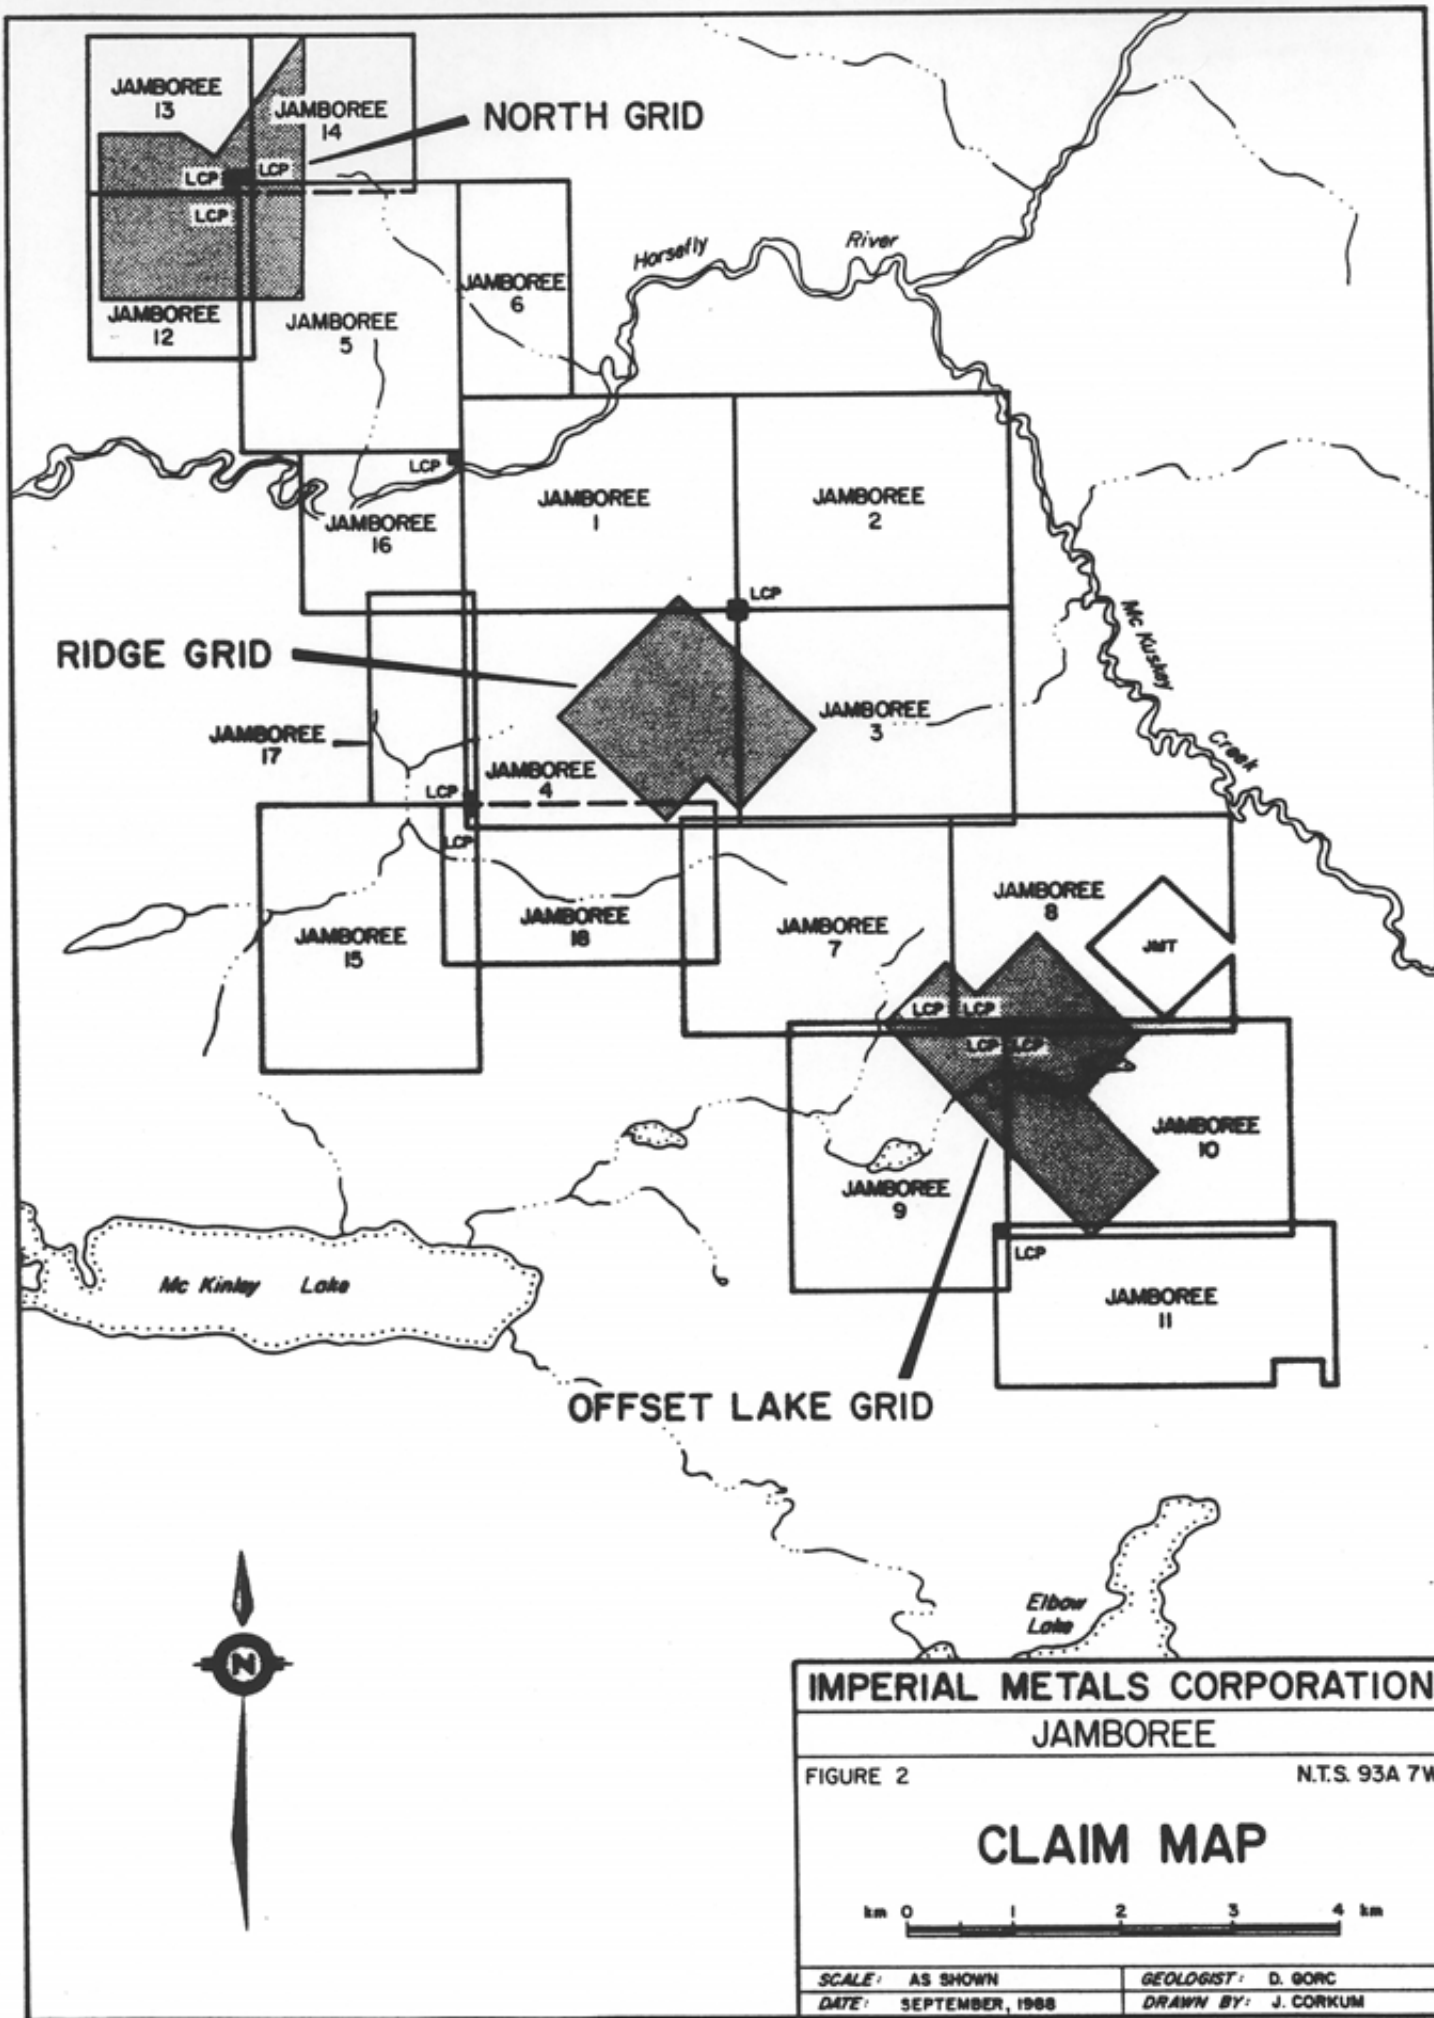 JAMBOREE
13
JAMBOREE
14
NORTH GRID
LCP
LCP
LCP
JAMBOREE
12
JAMBOREE
5
JAMBOREE
6
Horsefly
River
LCP
JAMBOREE
16
JAMBOREE
1
JAMBOREE
2
LCP
RIDGE GRID
Mc Kuskey
Creek
JAMBOREE
17
JAMBOREE
3
JAMBOREE
4
LCP
LCP
JAMBOREE
15
JAMBOREE
18
JAMBOREE
7
JAMBOREE
8
JMT
LCP
LCP
LCP
LCP
JAMBOREE
10
JAMBOREE
9
LCP
JAMBOREE
11
Mc Kinley Lake
OFFSET LAKE GRID
Elbow
Lake
N
IMPERIAL METALS CORPORATION
JAMBOREE
FIGURE 2
N.T.S. 93A 7W
CLAIM MAP
km 0 1 2 3 4 km
SCALE: AS SHOWN
GEOLOGIST: D. GORC
DATE: SEPTEMBER, 1988
DRAWN BY: J. CORKUM